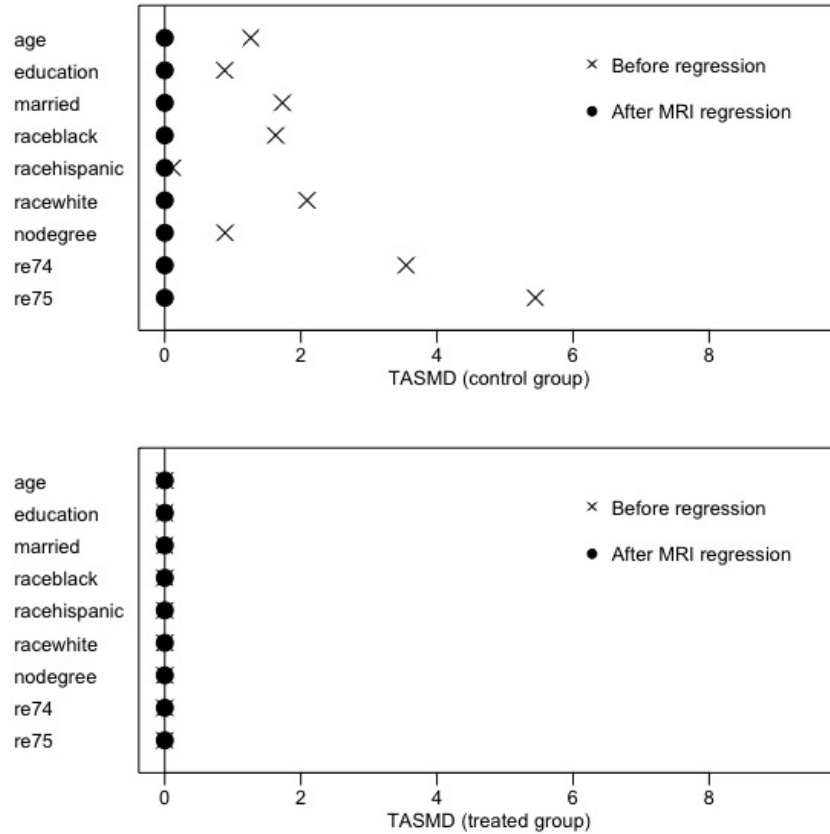 age
education
married
raceblack
racehispanic
racewhite
nodegree
re74
re75
× Before regression
● After MRI regression
0 2 4 6 8
TASMD (control group)
age
education
married
raceblack
racehispanic
racewhite
nodegree
re74
re75
× Before regression
● After MRI regression
0 2 4 6 8
TASMD (treated group)